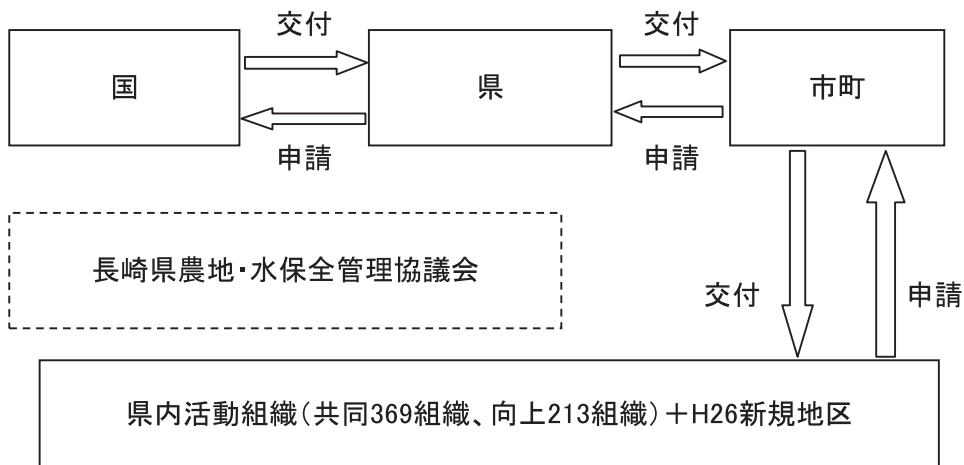 交付
交付
国
県
市町
申請
申請
長崎県農地・水保全管理協議会
交付
申請
県内活動組織(共同369組織、向上213組織)+H26新規地区